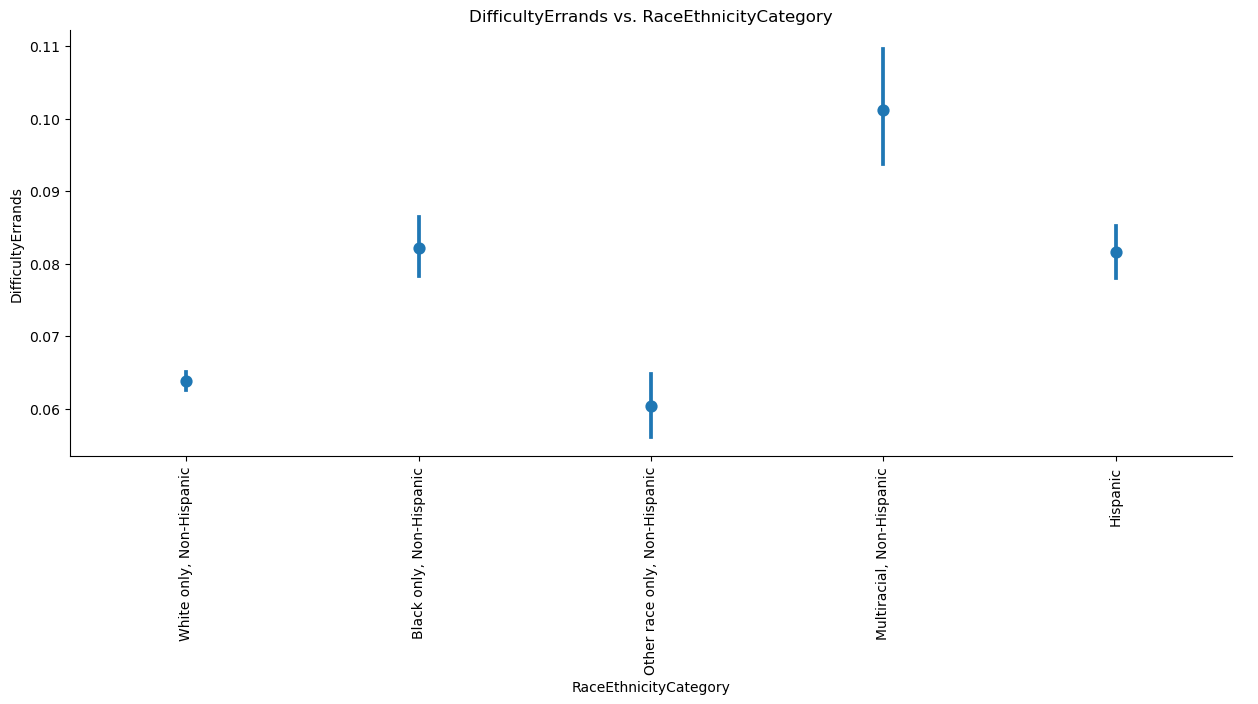 DifficultyErrands vs. RaceEthnicityCategory
0.11
0.10
0.09
0.08
0.07
0.06
DifficultyErrands
White only, Non-Hispanic
Black only, Non-Hispanic
Other race only, Non-Hispanic
Multiracial, Non-Hispanic
Hispanic
RaceEthnicityCategory